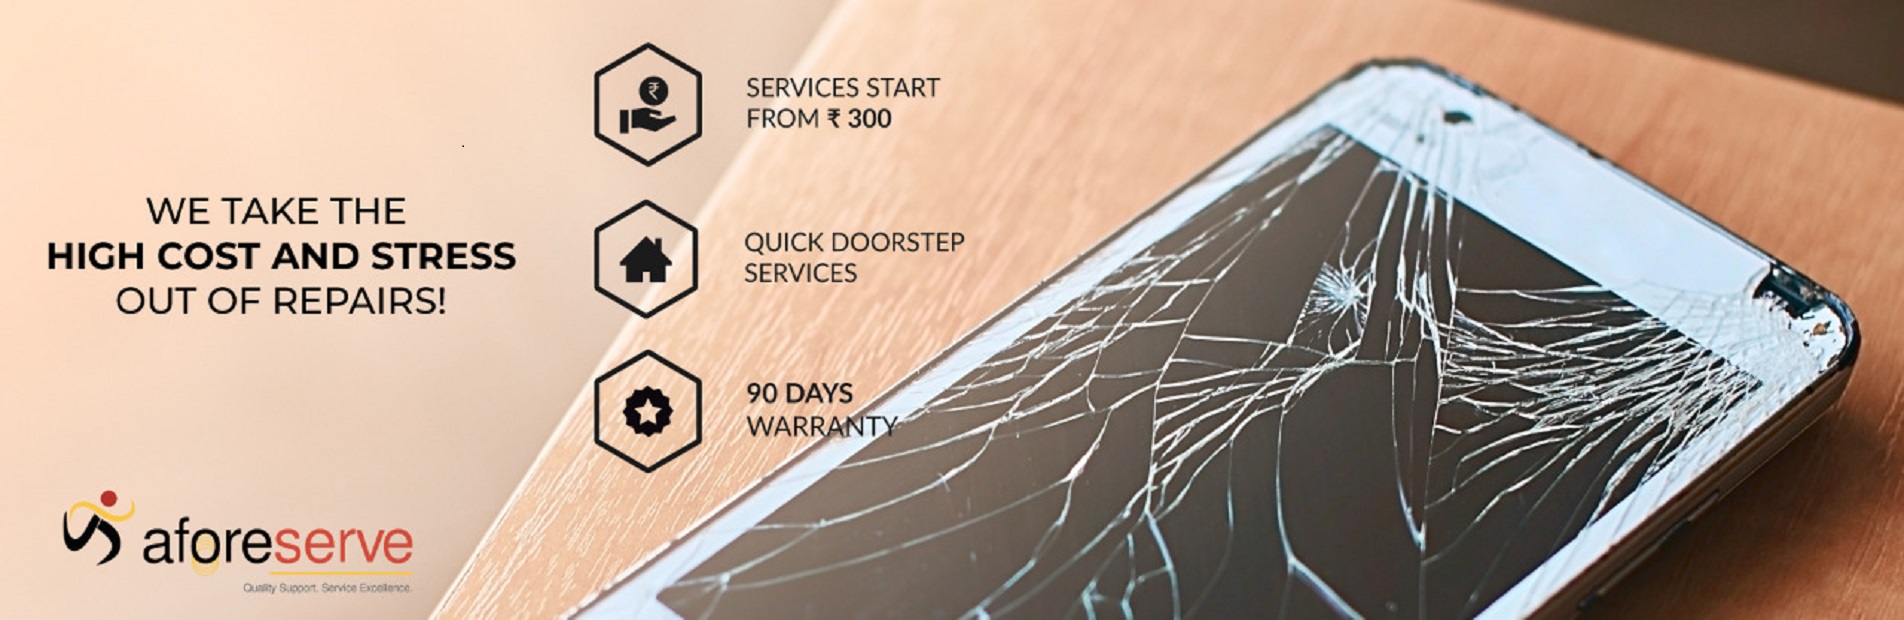 WE TAKE THE
HIGH COST AND STRESS
OUT OF REPAIRS!
₹
SERVICES START
FROM ₹ 300
QUICK DOORSTEP
SERVICES
90 DAYS
WARRANTY
aforeserve
Quality Support. Service Excellence.